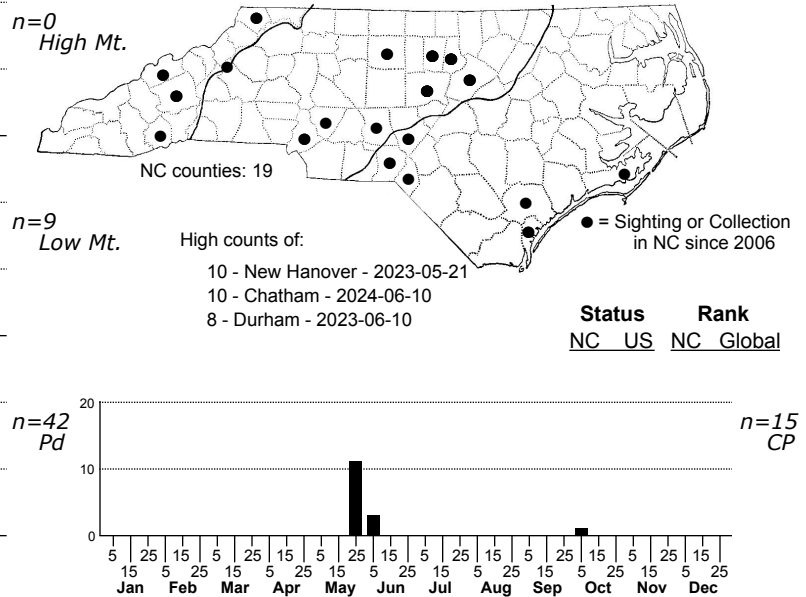 n=0
High Mt.
NC counties: 19
n=9
Low Mt.
High counts of:
10 - New Hanover - 2023-05-21
10 - Chatham - 2024-06-10
8 - Durham - 2023-06-10
= Sighting or Collection
in NC since 2006
Status Rank
NC US NC Global
n=42
Pd
n=15
CP
20
10
0
5 25 15 5 25 15 5 25 15 5 25 15 5 25 15 5 25 15
15 5 25 15 5 25 15 5 25 15 5 25 15 5 25 15 5 25
Jan Feb Mar Apr May Jun Jul Aug Sep Oct Nov Dec